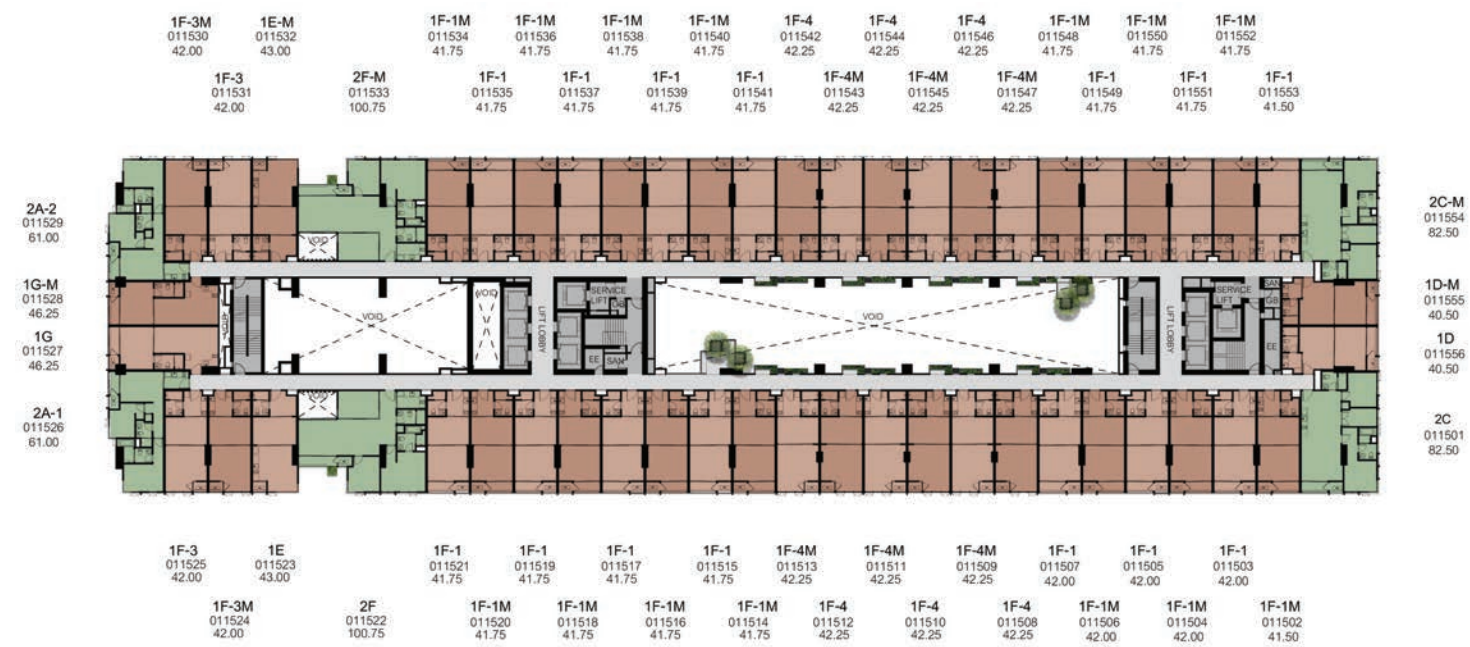 1F-3M
011530
42.00
1E-M
011532
43.00
1F-1M
011534
41.75
1F-1M
011536
41.75
1F-1M
011538
41.75
1F-1M
011540
41.75
1F-4
011542
42.25
1F-4
011544
42.25
1F-4
011546
42.25
1F-1M
011548
41.75
1F-1M
011550
41.75
1F-1M
011552
41.75
1F-3
011531
42.00
2F-M
011533
100.75
1F-1
011535
41.75
1F-1
011537
41.75
1F-1
011539
41.75
1F-1
011541
41.75
1F-4M
011543
42.25
1F-4M
011545
42.25
1F-4M
011547
42.25
1F-1
011549
41.75
1F-1
011551
41.75
1F-1
011553
41.50
2A-2
011529
61.00
1G-M
011528
46.25
1G
011527
46.25
2A-1
011526
61.00
VOID
VOID
VOID
VOID
LIFT LOBBY
SERVICE
LIFT
GB
EE
SAN
VOID
LIFT LOBBY
SERVICE
LIFT
SAN
GB
EE
VOID
2C-M
011554
82.50
1D-M
011555
40.50
1D
011556
40.50
2C
011501
82.50
1F-3
011525
42.00
1E
011523
43.00
1F-1
011521
41.75
1F-1
011519
41.75
1F-1
011517
41.75
1F-1
011515
41.75
1F-4M
011513
42.25
1F-4M
011511
42.25
1F-4M
011509
42.25
1F-1
011507
42.00
1F-1
011505
42.00
1F-1
011503
42.00
1F-3M
011524
42.00
2F
011522
100.75
1F-1M
011520
41.75
1F-1M
011518
41.75
1F-1M
011516
41.75
1F-1M
011514
41.75
1F-4
011512
42.25
1F-4
011510
42.25
1F-4
011508
42.25
1F-1M
011506
42.00
1F-1M
011504
42.00
1F-1M
011502
41.50